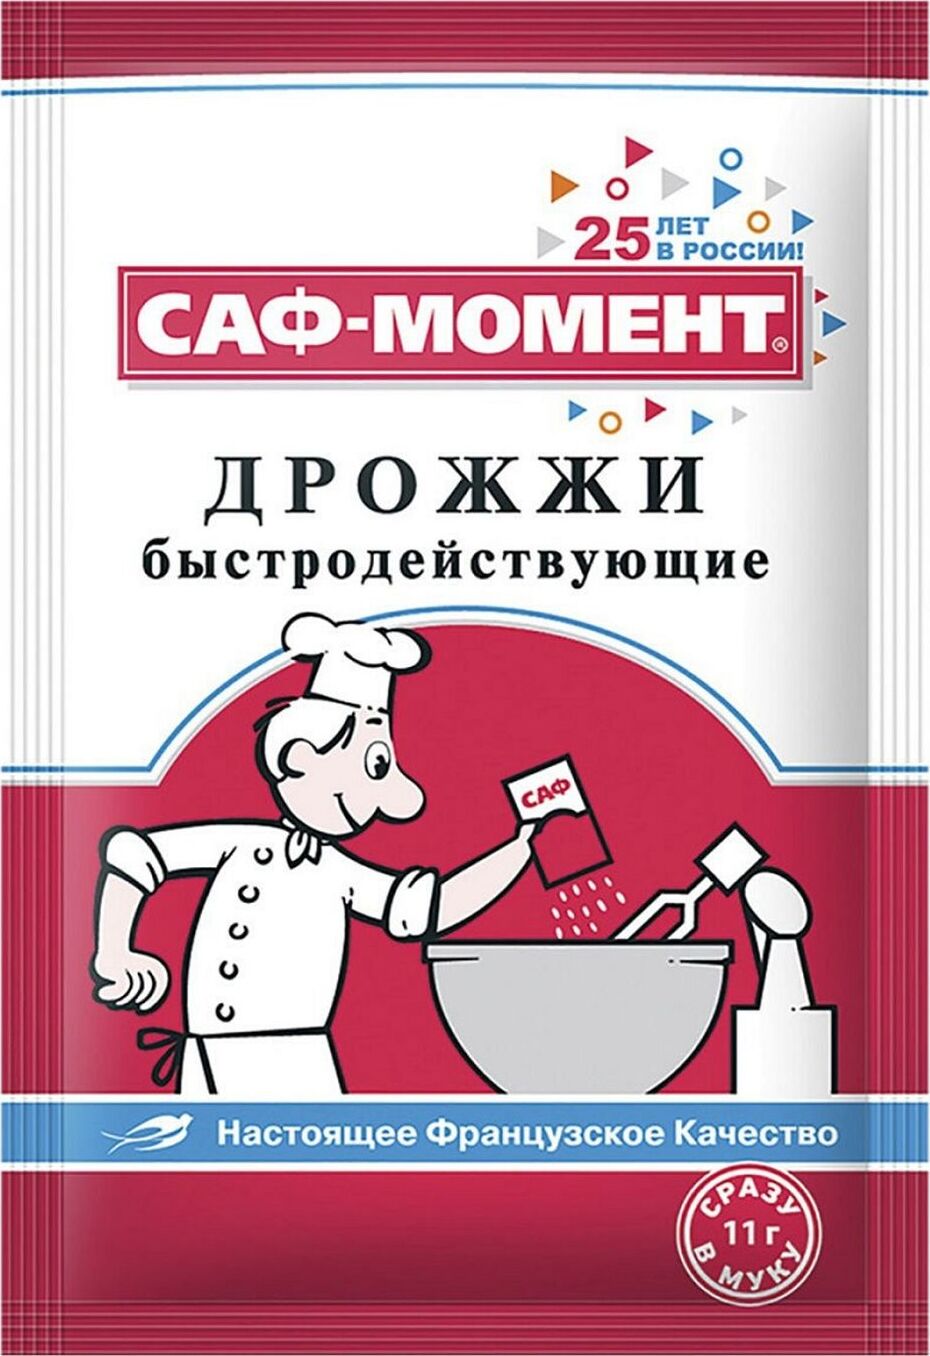 25 ЛЕТ
В РОССИИ!
САФ-МОМЕНТ®
ДРОЖЖИ
быстродействующие
САФ
Настоящее Французское Качество
СРАЗУ
11 г
В МУКУ